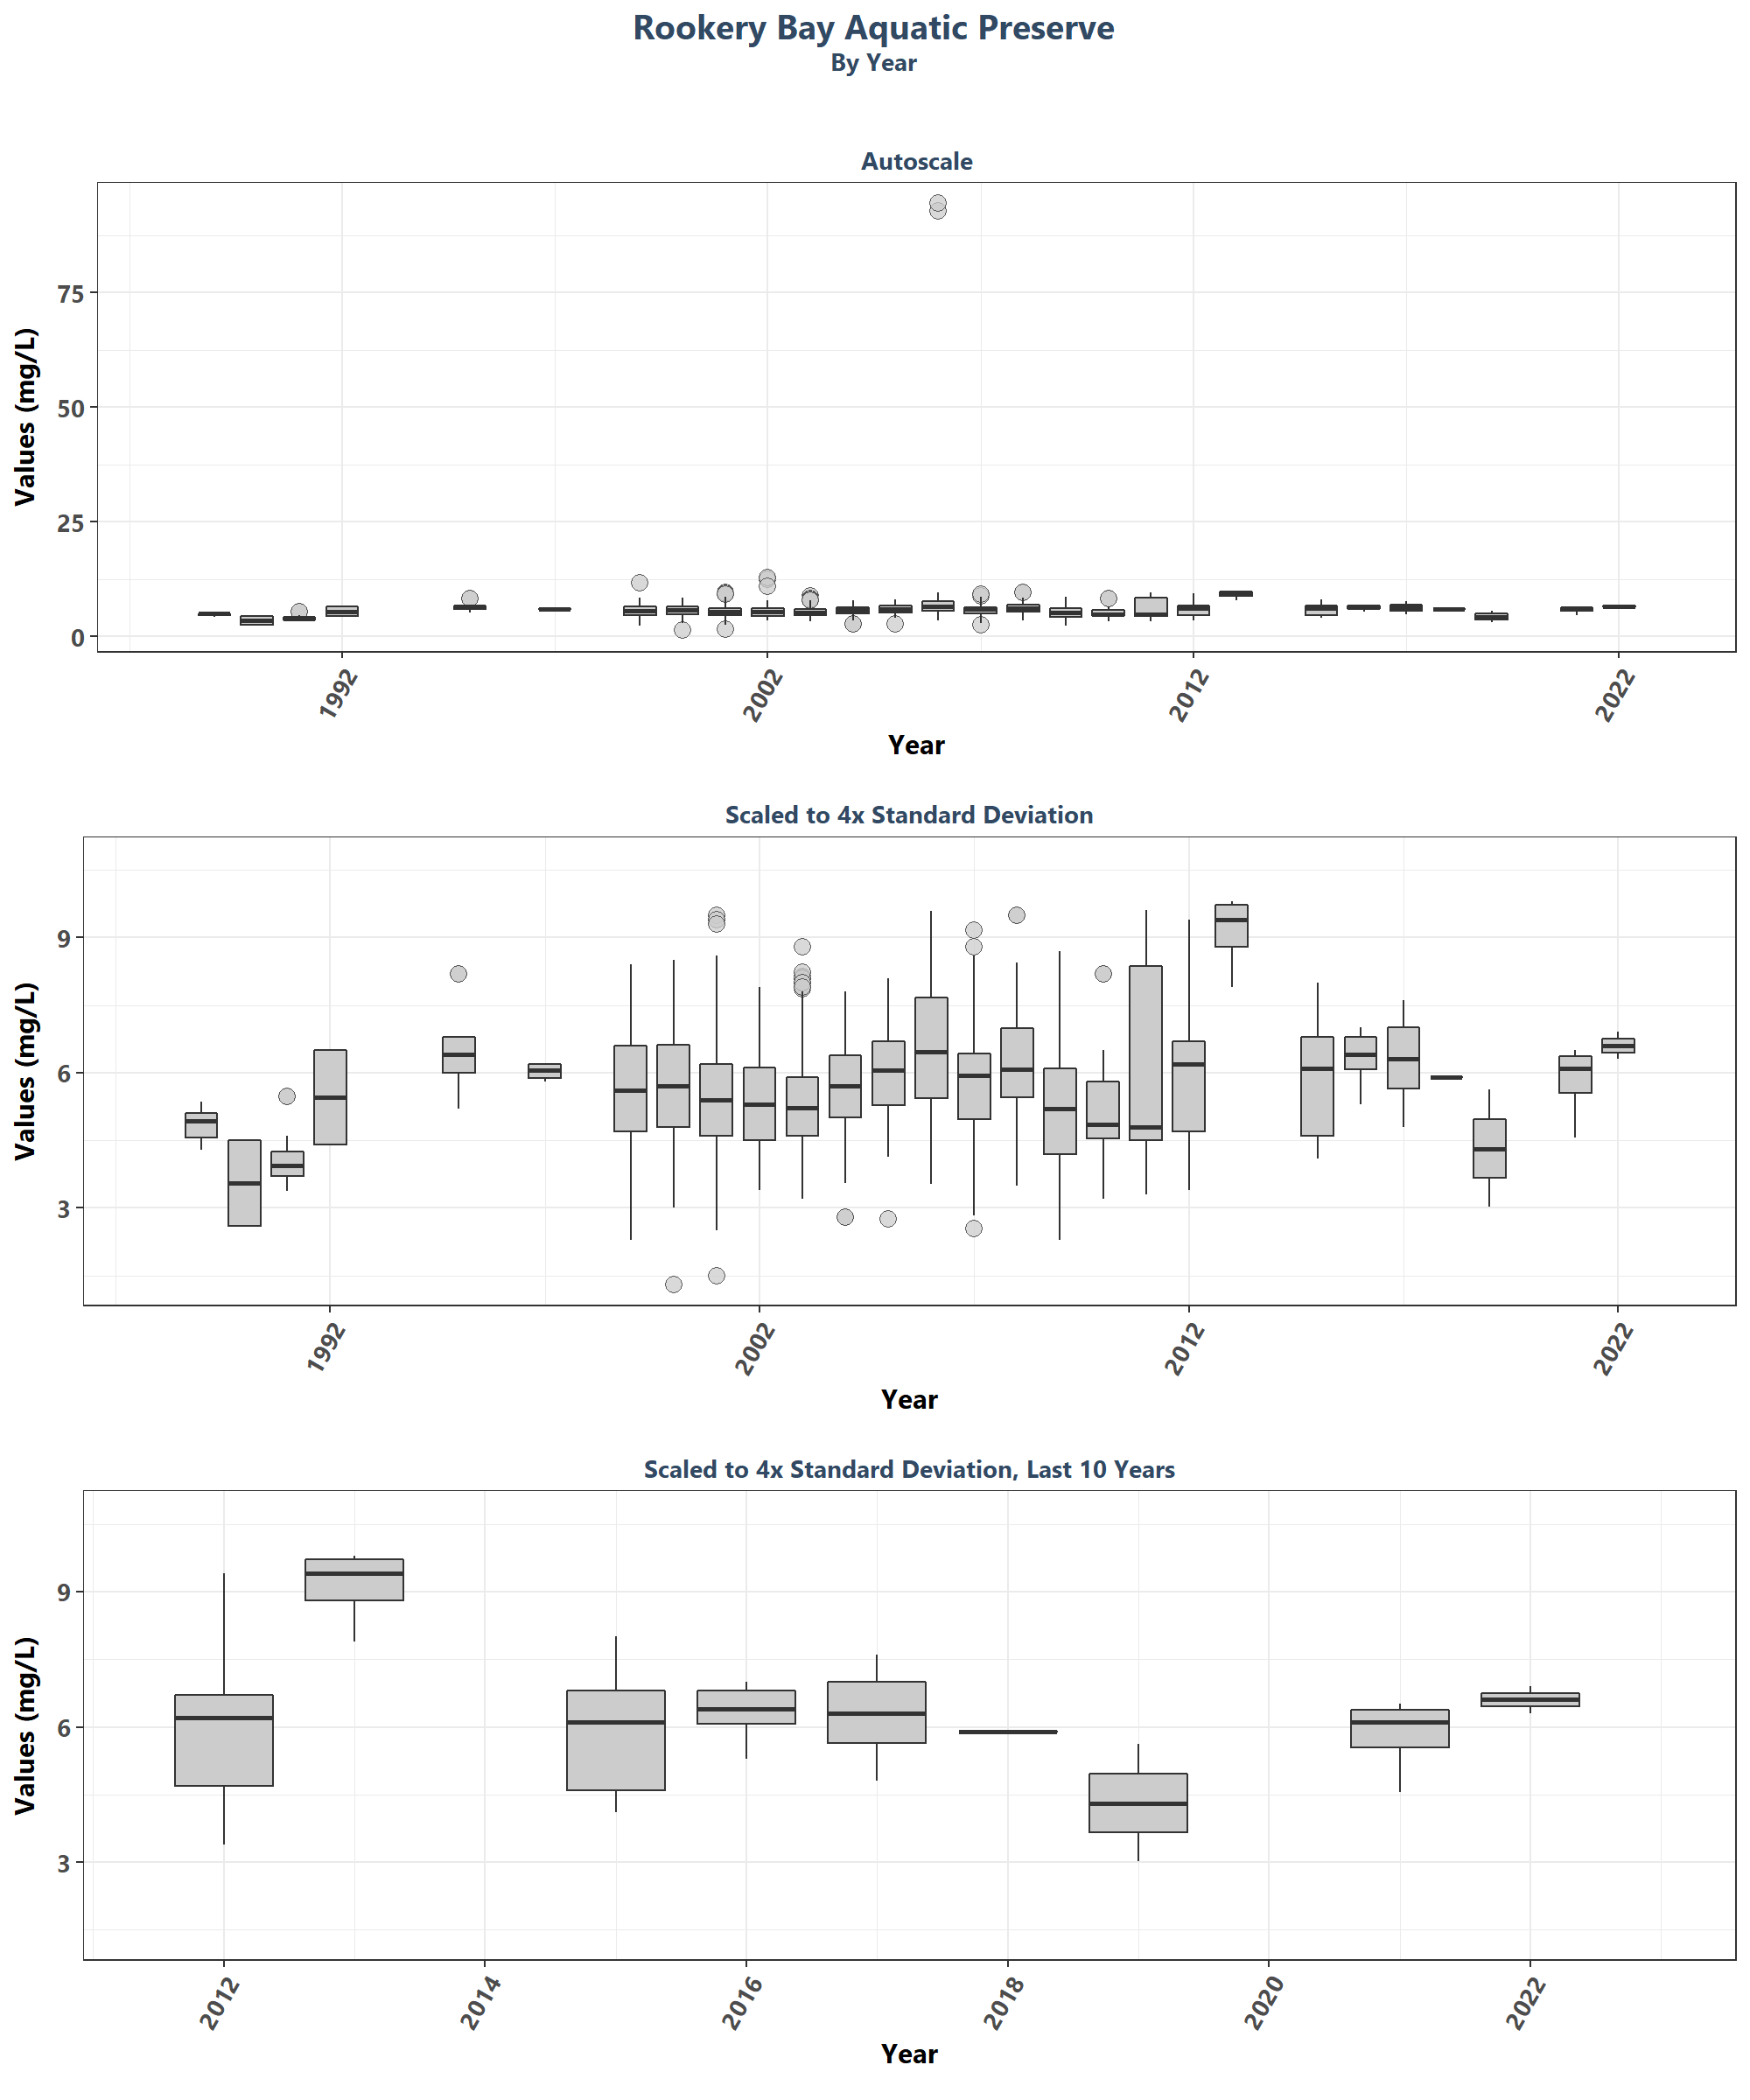 Rookery Bay Aquatic Preserve
By Year
Autoscale
Values (mg/L)
75
50
25
0
1992 2002 2012 2022
Year
Scaled to 4x Standard Deviation
Values (mg/L)
9
6
3
1992 2002 2012 2022
Year
Scaled to 4x Standard Deviation, Last 10 Years
Values (mg/L)
9
6
3
2012 2014 2016 2018 2020 2022
Year